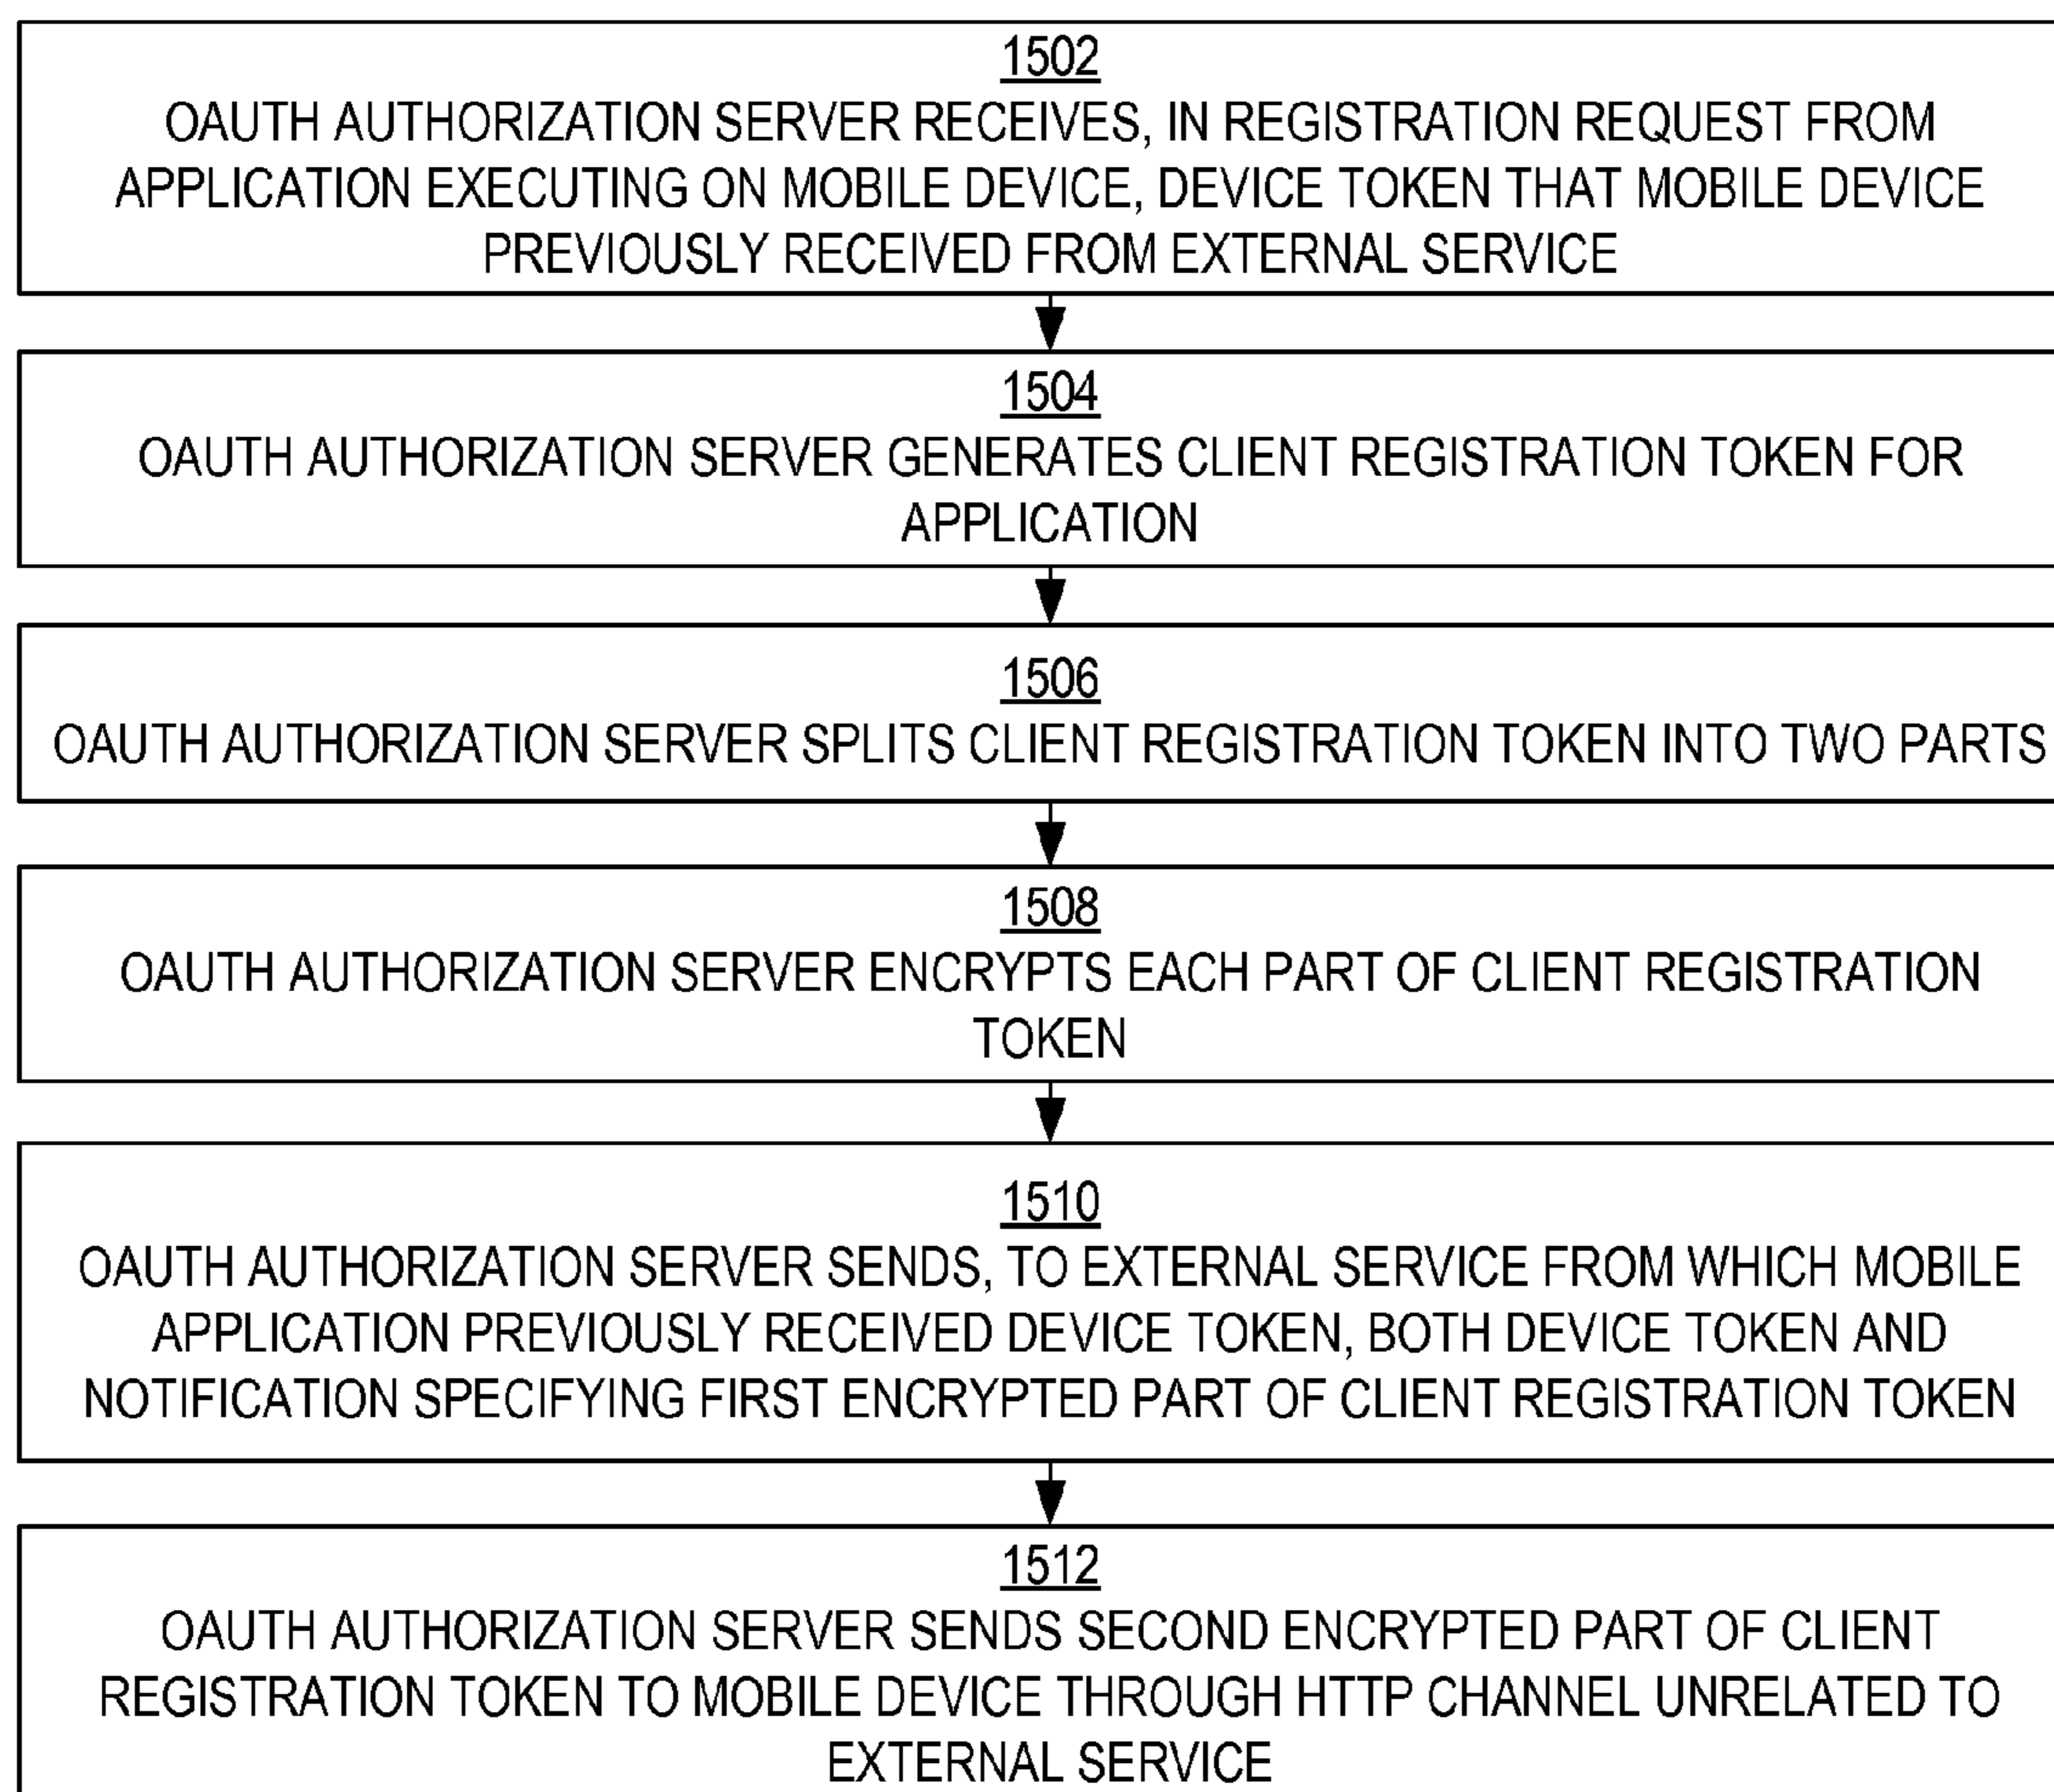 1502
OAUTH AUTHORIZATION SERVER RECEIVES, IN REGISTRATION REQUEST FROM
APPLICATION EXECUTING ON MOBILE DEVICE, DEVICE TOKEN THAT MOBILE DEVICE
PREVIOUSLY RECEIVED FROM EXTERNAL SERVICE
1504
OAUTH AUTHORIZATION SERVER GENERATES CLIENT REGISTRATION TOKEN FOR
APPLICATION
1506
OAUTH AUTHORIZATION SERVER SPLITS CLIENT REGISTRATION TOKEN INTO TWO PARTS
1508
OAUTH AUTHORIZATION SERVER ENCRYPTS EACH PART OF CLIENT REGISTRATION
TOKEN
1510
OAUTH AUTHORIZATION SERVER SENDS, TO EXTERNAL SERVICE FROM WHICH MOBILE
APPLICATION PREVIOUSLY RECEIVED DEVICE TOKEN, BOTH DEVICE TOKEN AND
NOTIFICATION SPECIFYING FIRST ENCRYPTED PART OF CLIENT REGISTRATION TOKEN
1512
OAUTH AUTHORIZATION SERVER SENDS SECOND ENCRYPTED PART OF CLIENT
REGISTRATION TOKEN TO MOBILE DEVICE THROUGH HTTP CHANNEL UNRELATED TO
EXTERNAL SERVICE